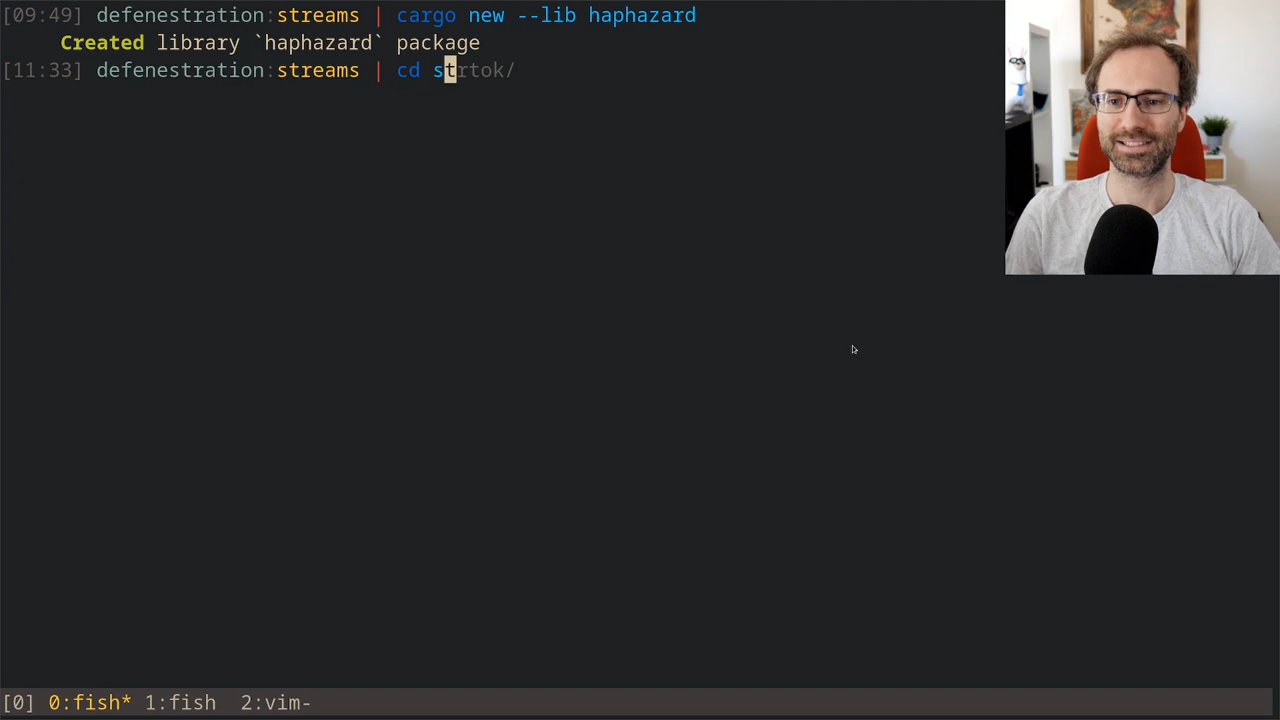 [09:49] defenestration:streams | cargo new --lib haphazard
Created library `haphazard` package
[11:33] defenestration:streams | cd strtok/
[0] 0:fish* 1:fish 2:vim-